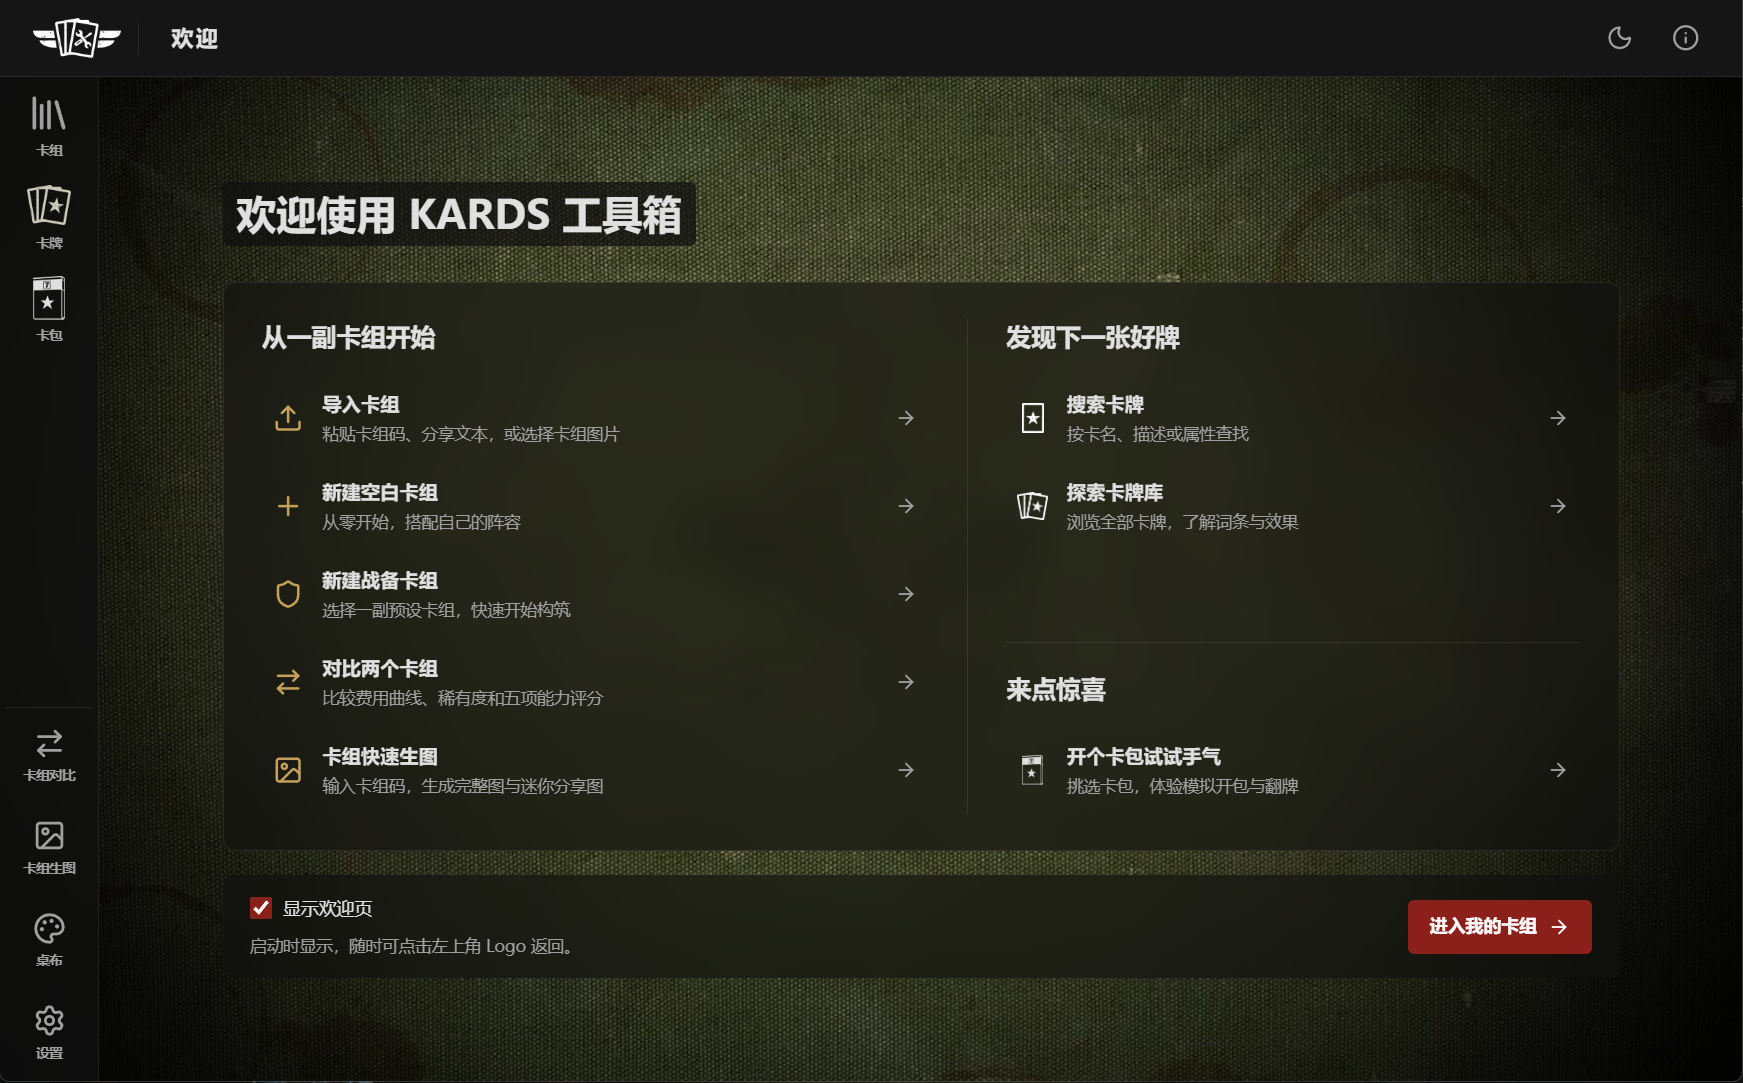 欢迎
卡组
卡牌
卡包
卡组对比
卡组生图
桌布
设置
欢迎使用 KARDS 工具箱
从一副卡组开始
导入卡组
粘贴卡组码、分享文本，或选择卡组图片
新建空白卡组
从零开始，搭配自己的阵容
新建战备卡组
选择一副预设卡组，快速开始构筑
对比两个卡组
比较费用曲线、稀有度和五项能力评分
卡组快速生图
输入卡组码，生成完整图与迷你分享图
发现下一张好牌
搜索卡牌
按卡名、描述或属性查找
探索卡牌库
浏览全部卡牌，了解词条与效果
来点惊喜
开个卡包试试手气
挑选卡包，体验模拟开包与翻牌
显示欢迎页
启动时显示，随时可点击左上角 Logo 返回。
进入我的卡组